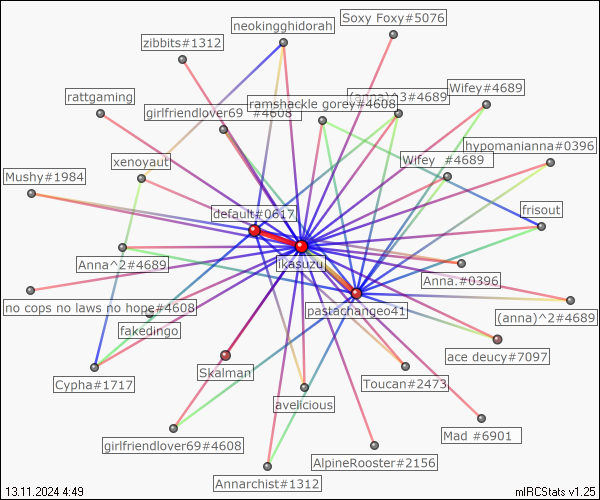 Soxy Foxy#5076
neokingghidorah
zibbits#1312
Wifey#4689
rattgaming
(anna)^3#4689
ramshackle gorey#4608
girlfriendlover69 #4608
hypomanianna#0396
xenoyaut
Wifey #4689
Mushy#1984
default#0617
frisout
ikasuzu
Anna^2#4689
Anna.#0396
no cops no laws no hope#4608
pastachangeo41
(anna)^2#4689
fakedingo
ace deucy#7097
Skalman
Cypha#1717
Toucan#2473
avelicious
Mad #6901
girlfriendlover69#4608
AlpineRooster#2156
Annarchist#1312
13.11.2024 4:49
mIRCStats v1.25